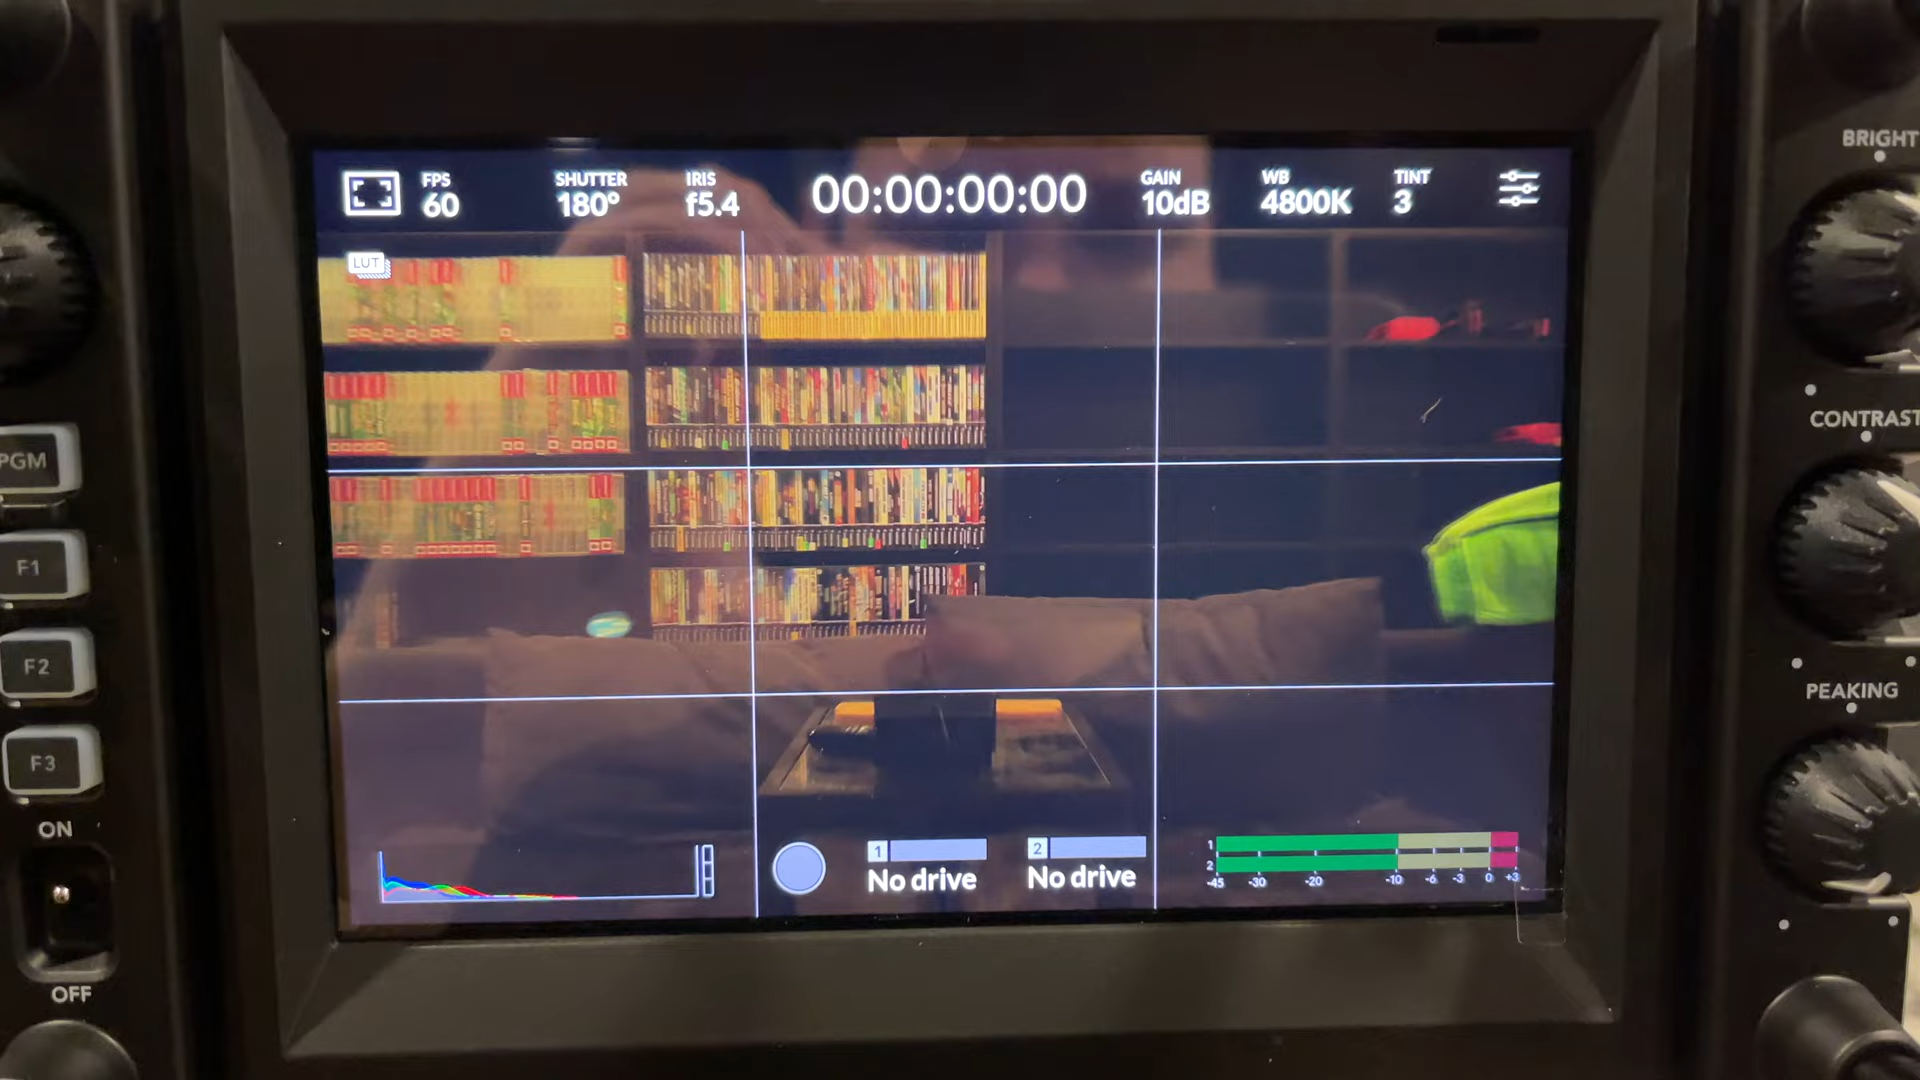 FPS
60
SHUTTER
180°
IRIS
f5.4
00:00:00:00
GAIN
10dB
WB
4800K
TINT
3
LUT
1
No drive
2
No drive
1
2
-45 -30 -20 -10 -6 -3 0 +3
PGM
F1
F2
F3
ON
OFF
BRIGHT
CONTRAST
PEAKING